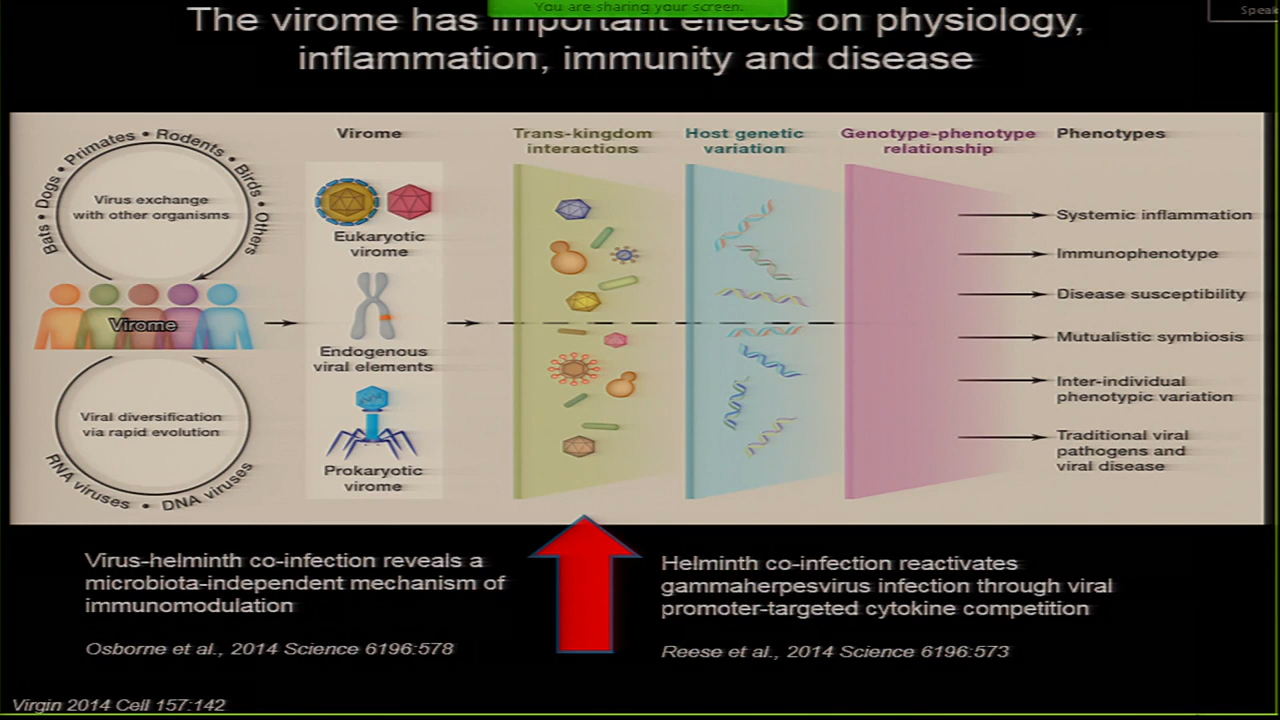 You are sharing your screen.
The virome has important effects on physiology,
inflammation, immunity and disease
Bats • Dogs • Primates • Rodents • Birds • Others
Virus exchange
with other organisms
Virome
Viral diversification
via rapid evolution
RNA viruses • DNA viruses
Virome
Eukaryotic
virome
Endogenous
viral elements
Prokaryotic
virome
Trans-kingdom
interactions
Host genetic
variation
Genotype-phenotype
relationship
Phenotypes
Systemic inflammation
Immunophenotype
Disease susceptibility
Mutualistic symbiosis
Inter-individual
phenotypic variation
Traditional viral
pathogens and
viral disease
Virus-helminth co-infection reveals a
microbiota-independent mechanism of
immunomodulation
Osborne et al., 2014 Science 6196:578
Helminth co-infection reactivates
gammaherpesvirus infection through viral
promoter-targeted cytokine competition
Reese et al., 2014 Science 6196:573
Virgin 2014 Cell 157:142